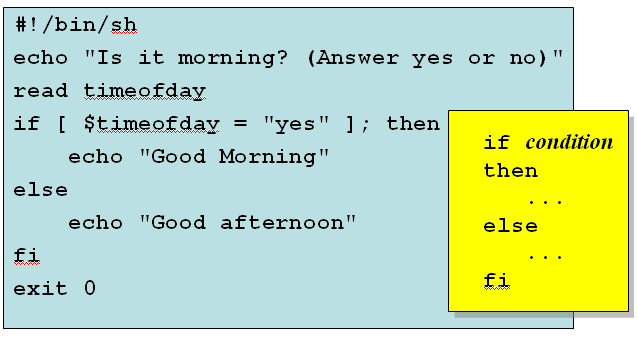 #!/bin/sh
echo "Is it morning? (Answer yes or no)"
read timeofday
if [ $timeofday = "yes" ]; then
    echo "Good Morning"
else
    echo "Good afternoon"
fi
exit 0
if condition
then
    ...
else
    ...
fi